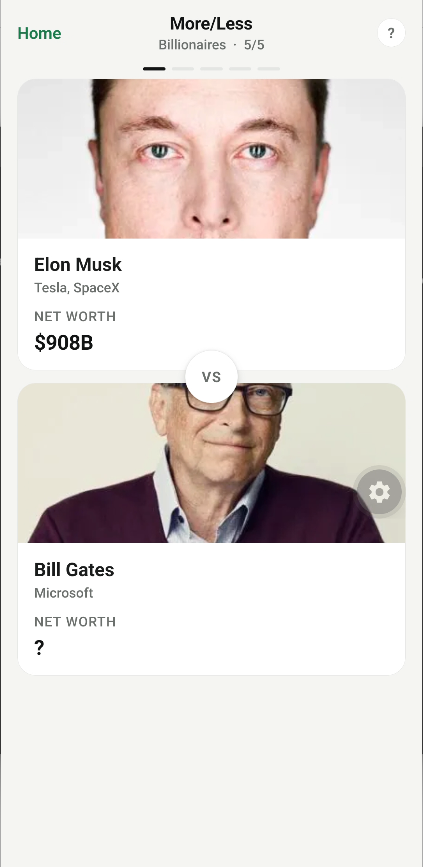 Home
More/Less
Billionaires · 5/5
?
Elon Musk
Tesla, SpaceX
NET WORTH
$908B
VS
Bill Gates
Microsoft
NET WORTH
?